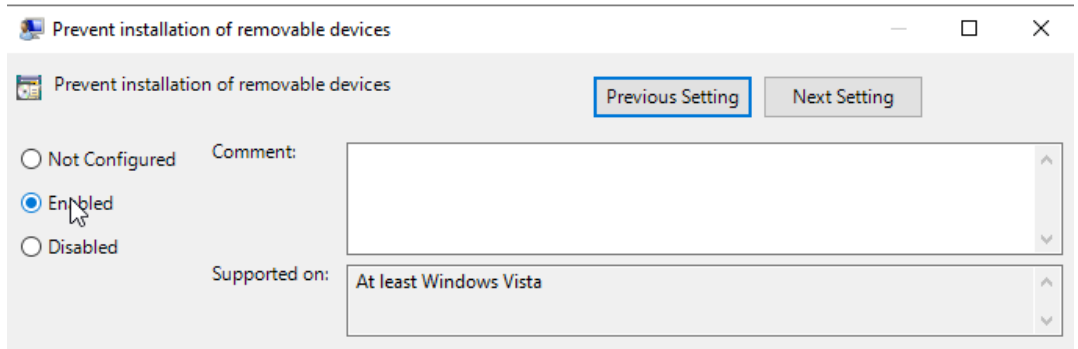 Prevent installation of removable devices
Prevent installation of removable devices
Previous Setting
Next Setting
Not Configured
Comment:
Enabled
Disabled
Supported on:
At least Windows Vista